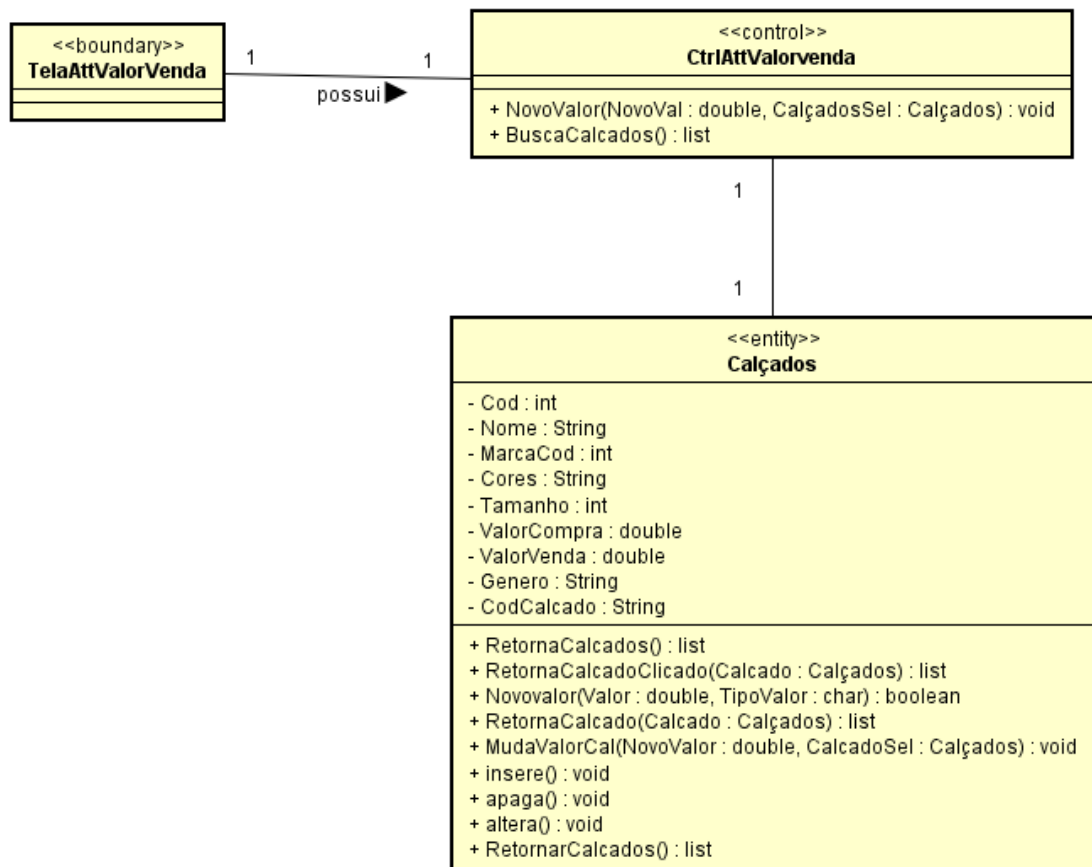 <<boundary>>
TelaAttValorVenda
1
1
possui
<<control>>
CtrlAttValorvenda
+ NovoValor(NovoVal : double, CalçadosSel : Calçados) : void
+ BuscaCalcados() : list
1
1
<<entity>>
Calçados
- Cod : int
- Nome : String
- MarcaCod : int
- Cores : String
- Tamanho : int
- ValorCompra : double
- ValorVenda : double
- Genero : String
- CodCalcado : String
+ RetornaCalcados() : list
+ RetornaCalcadoClicado(Calcado : Calçados) : list
+ Novovalor(Valor : double, TipoValor : char) : boolean
+ RetornaCalcado(Calcado : Calçados) : list
+ MudaValorCal(NovoValor : double, CalcadoSel : Calçados) : void
+ insere() : void
+ apaga() : void
+ altera() : void
+ RetornarCalcados() : list